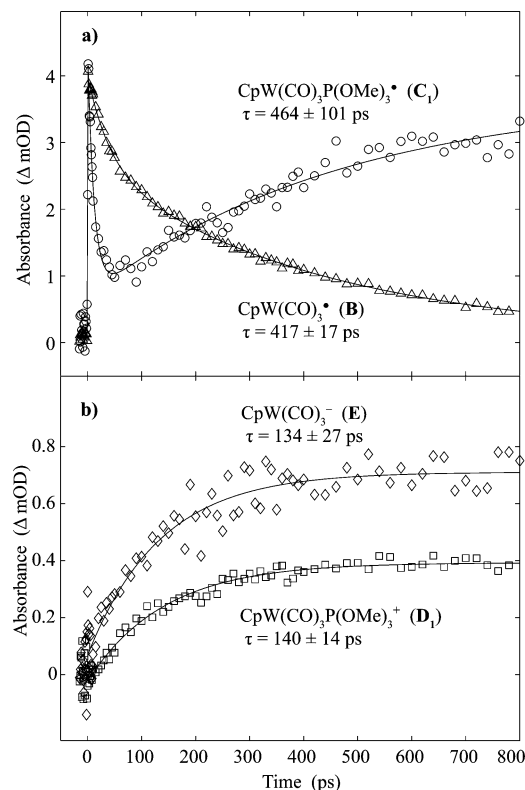 a)
4
3
2
1
0
Absorbance (Δ mOD)
CpW(CO)₃P(OMe)₃• (C₁)
τ = 464 ± 101 ps
CpW(CO)₃• (B)
τ = 417 ± 17 ps
b)
0.8
0.6
0.4
0.2
0
Absorbance (Δ mOD)
CpW(CO)₃⁻ (E)
τ = 134 ± 27 ps
CpW(CO)₃P(OMe)₃⁺ (D₁)
τ = 140 ± 14 ps
0 100 200 300 400 500 600 700 800
Time (ps)